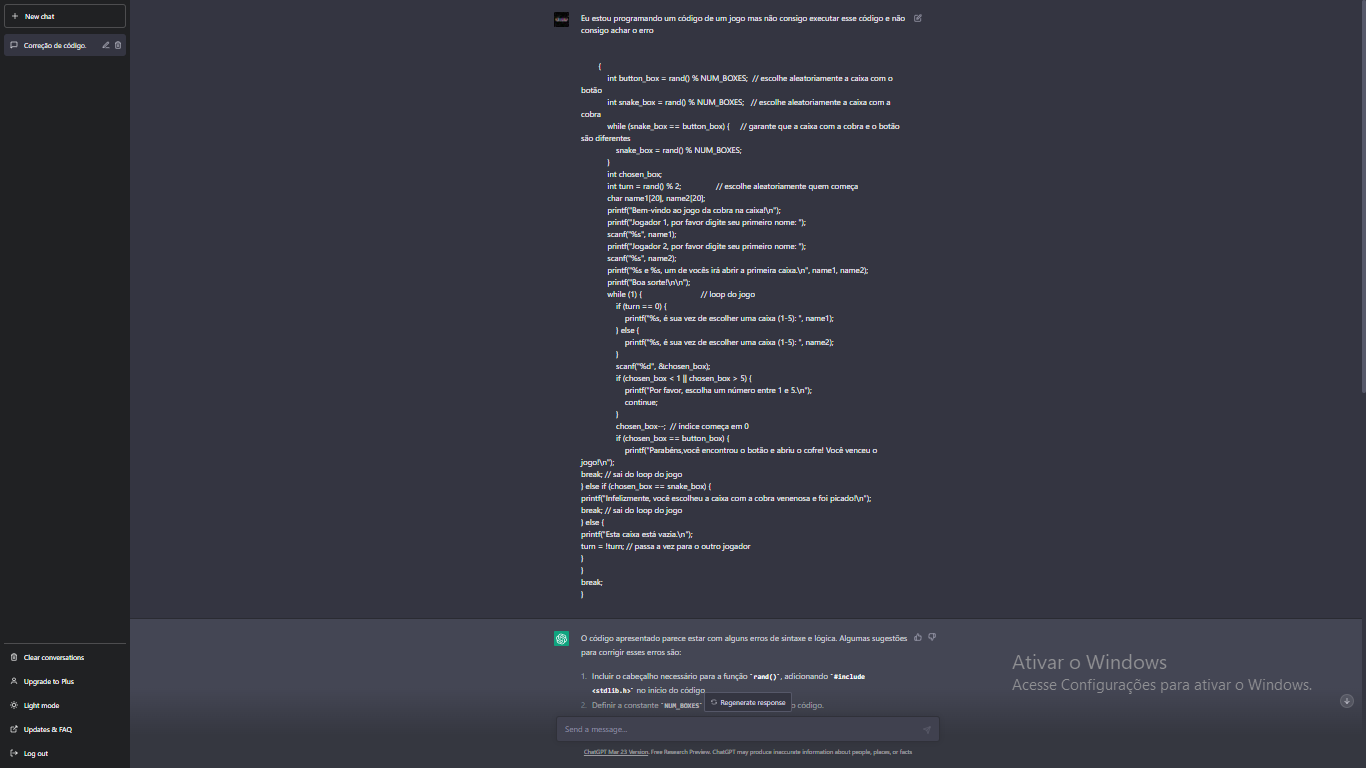 New chat
Correção de código.
Eu estou programando um código de um jogo mas não consigo executar esse código e não
consigo achar o erro
{
int button_box = rand() % NUM_BOXES; // escolhe aleatoriamente a caixa com o
botão
int snake_box = rand() % NUM_BOXES; // escolhe aleatoriamente a caixa com a
cobra
while (snake_box == button_box) { // garante que a caixa com a cobra e o botão
são diferentes
snake_box = rand() % NUM_BOXES;
}
int chosen_box;
int turn = rand() % 2; // escolhe aleatoriamente quem começa
char name1[20], name2[20];
printf("Bem-vindo ao jogo da cobra na caixa!\n");
printf("Jogador 1, por favor digite seu primeiro nome: ");
scanf("%s", name1);
printf("Jogador 2, por favor digite seu primeiro nome: ");
scanf("%s", name2);
printf("%s e %s, um de vocês irá abrir a primeira caixa.\n", name1, name2);
printf("Boa sorte!\n\n");
while (1) { // loop do jogo
if (turn == 0) {
printf("%s, é sua vez de escolher uma caixa (1-5): ", name1);
} else {
printf("%s, é sua vez de escolher uma caixa (1-5): ", name2);
}
scanf("%d", &chosen_box);
if (chosen_box < 1 || chosen_box > 5) {
printf("Por favor, escolha um número entre 1 e 5.\n");
continue;
}
chosen_box--; // índice começa em 0
if (chosen_box == button_box) {
printf("Parabéns,você encontrou o botão e abriu o cofre! Você venceu o
jogo!\n");
break; // sai do loop do jogo
} else if (chosen_box == snake_box) {
printf("Infelizmente, você escolheu a caixa com a cobra venenosa e foi picado!\n");
break; // sai do loop do jogo
} else {
printf("Esta caixa está vazia.\n");
turn = !turn; // passa a vez para o outro jogador
}
}
break;
}
O código apresentado parece estar com alguns erros de sintaxe e lógica. Algumas sugestões
para corrigir esses erros são:
1. Incluir o cabeçalho necessário para a função `rand()`, adicionando `#include
<stdlib.h>` no início do código
2. Definir a constante `NUM_BOXES` o código.
Regenerate response
Send a message...
ChatGPT Mar 23 Version. Free Research Preview. ChatGPT may produce inaccurate information about people, places, or facts
Clear conversations
Upgrade to Plus
Light mode
Updates & FAQ
Log out
Ativar o Windows
Acesse Configurações para ativar o Windows.